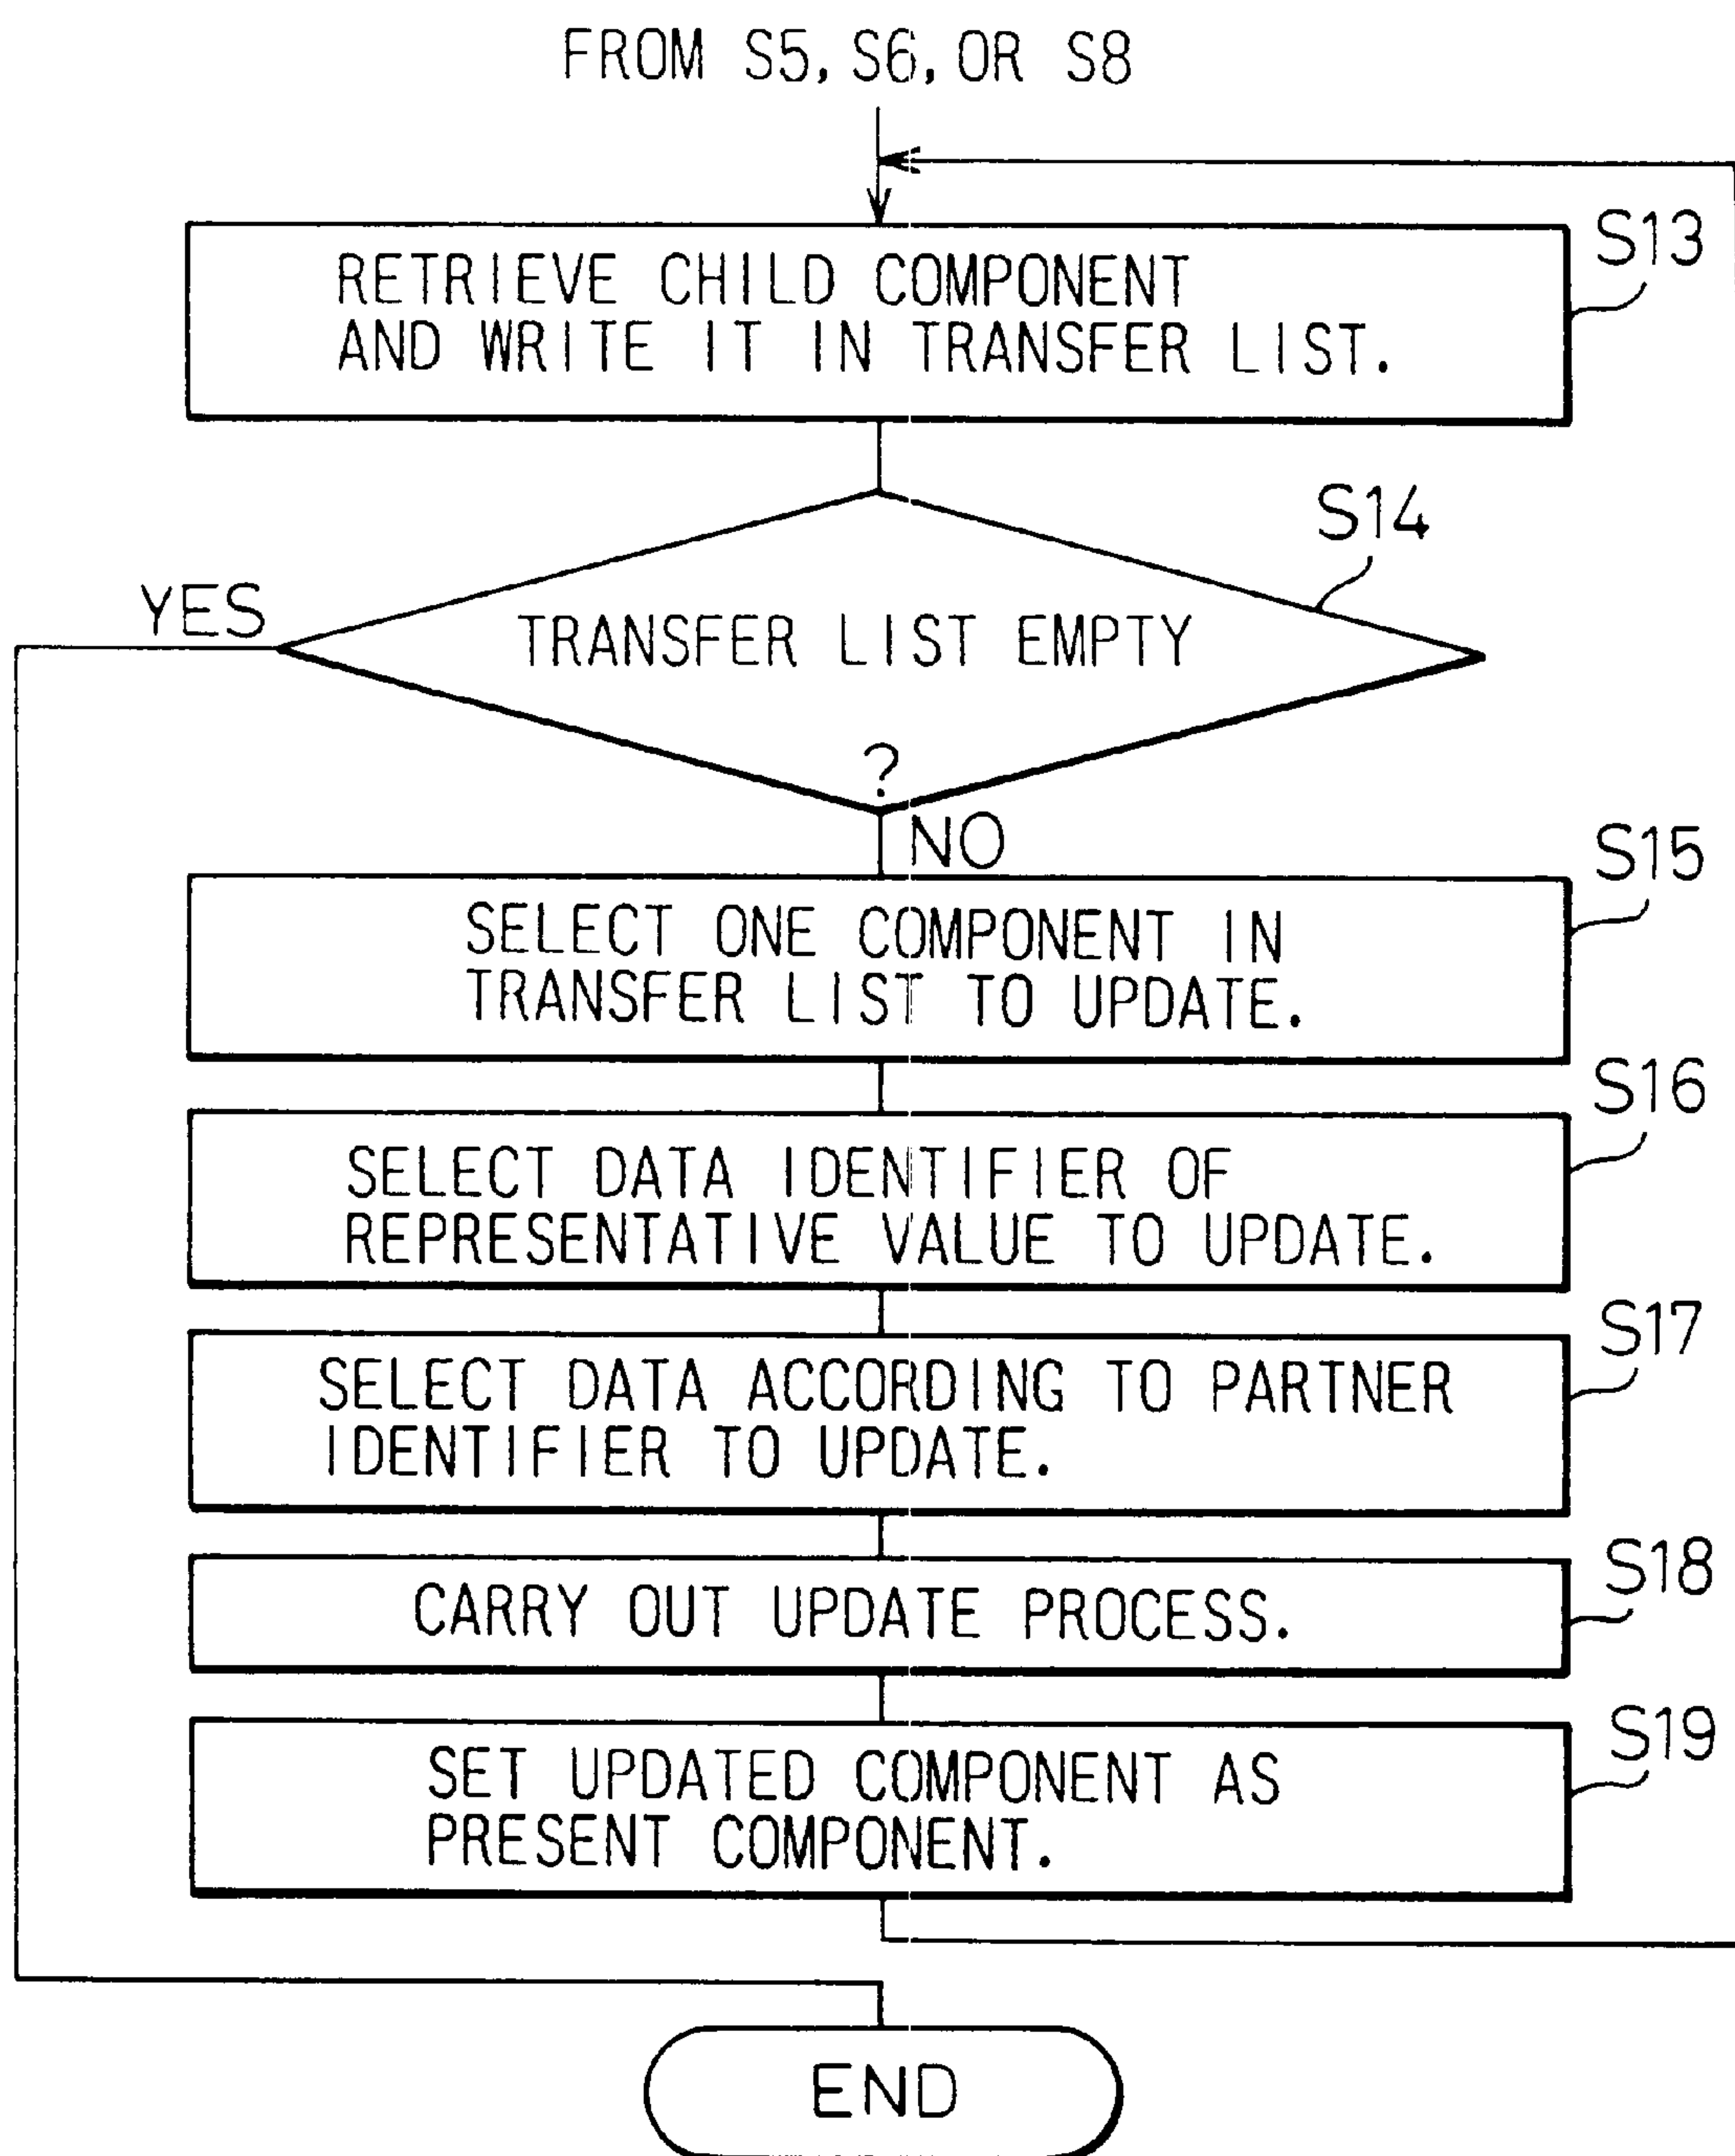 FROM S5, S6, OR S8
S13
RETRIEVE CHILD COMPONENT
AND WRITE IT IN TRANSFER LIST.
S14
YES
TRANSFER LIST EMPTY
?
NO
S15
SELECT ONE COMPONENT IN
TRANSFER LIST TO UPDATE.
S16
SELECT DATA IDENTIFIER OF
REPRESENTATIVE VALUE TO UPDATE.
S17
SELECT DATA ACCORDING TO PARTNER
IDENTIFIER TO UPDATE.
S18
CARRY OUT UPDATE PROCESS.
S19
SET UPDATED COMPONENT AS
PRESENT COMPONENT.
END